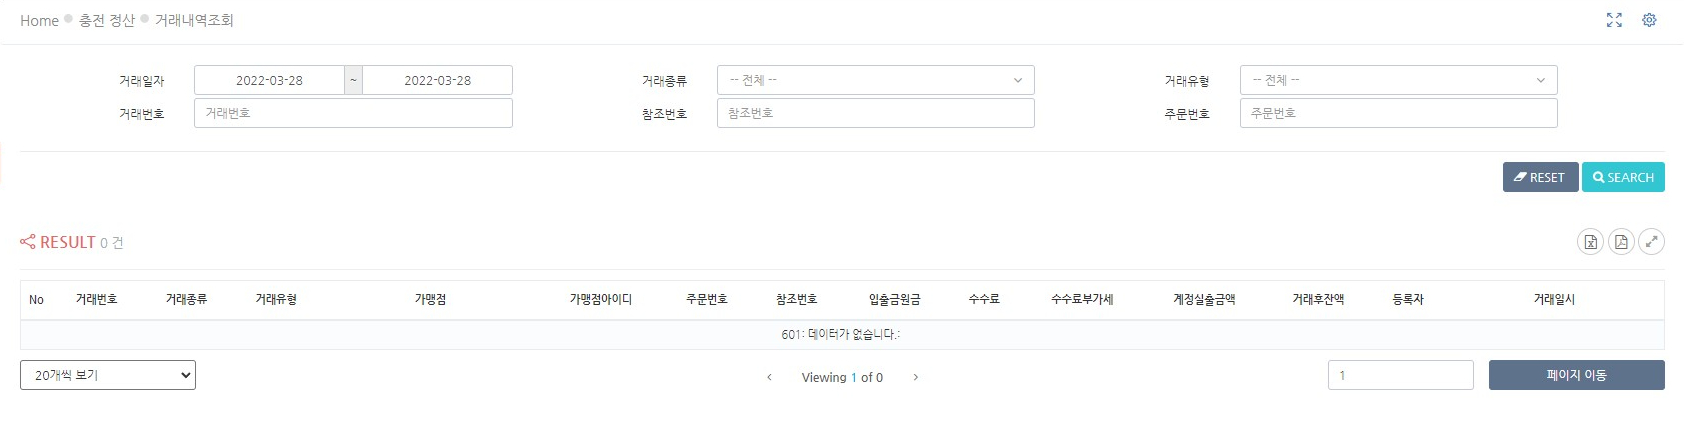 Home 충전 정산 거래내역조회
거래일자 2022-03-28 ~ 2022-03-28 거래종류 -- 전체 -- 거래유형 -- 전체 --
거래번호 거래번호 참조번호 참조번호 주문번호 주문번호
RESET SEARCH
RESULT 0 건
No 거래번호 거래종류 거래유형 가맹점 가맹점아이디 주문번호 참조번호 입출금원금 수수료 수수료부가세 계정실출금액 거래후잔액 등록자 거래일시
601: 데이터가 없습니다.:
20개씩 보기 ‹ Viewing 1 of 0 › 1 페이지 이동